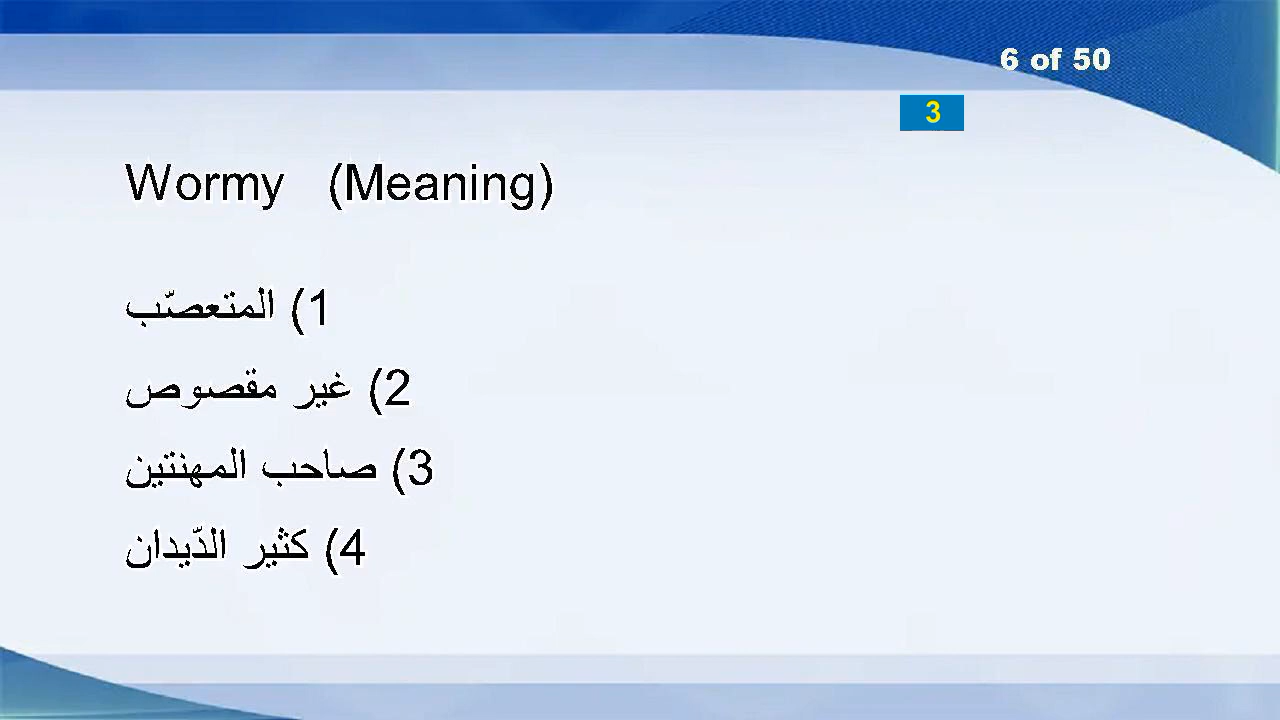 6 of 50
3
Wormy (Meaning)
1) المتعصّب
2) غير مقصوص
3) صاحب المهنتين
4) كثير الدّيدان